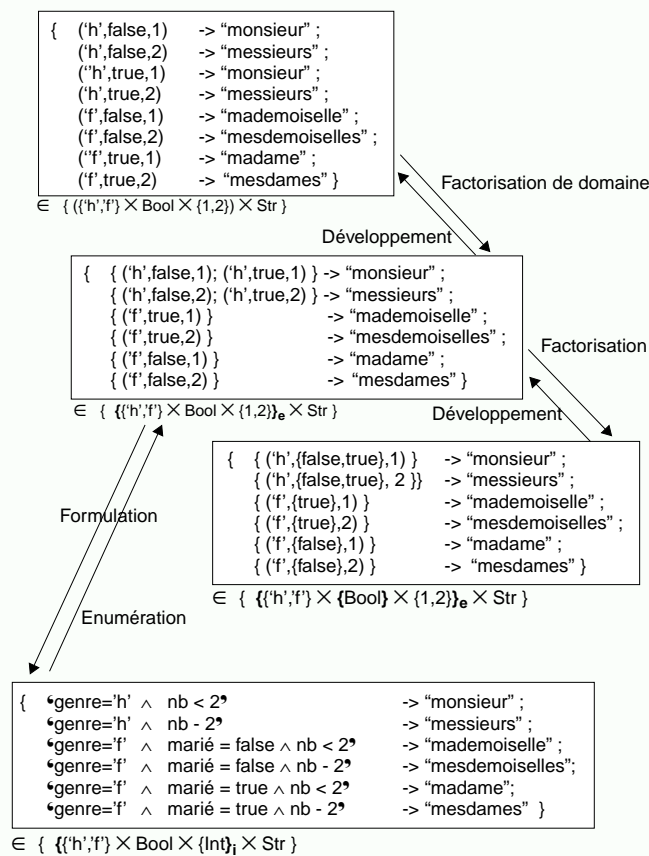 { (‘h’,false,1) -> “monsieur” ;
(‘h’,false,2) -> “messieurs” ;
(‘’h’,true,1) -> “monsieur” ;
(‘h’,true,2) -> “messieurs” ;
(‘f’,false,1) -> “mademoiselle” ;
(‘f’,false,2) -> “mesdemoiselles” ;
(‘’f’,true,1) -> “madame” ;
(‘f’,true,2) -> “mesdames” }
∈ { ({‘h’,‘f’} × Bool × {1,2}) × Str }
Factorisation de domaine
Développement
{ { (‘h’,false,1); (‘h’,true,1) } -> “monsieur” ;
{ (‘h’,false,2); (‘h’,true,2) } -> “messieurs” ;
{ (‘f’,true,1) } -> “mademoiselle” ;
{ (‘f’,true,2) } -> “mesdemoiselles” ;
{ (‘f’,false,1) } -> “madame” ;
{ (‘f’,false,2) } -> “mesdames” }
∈ { {{‘h’,‘f’} × Bool × {1,2}}e × Str }
Factorisation
Développement
{ { (‘h’,{false,true},1) } -> “monsieur” ;
{ (‘h’,{false,true}, 2 }} -> “messieurs” ;
{ (‘f’,{true},1) } -> “mademoiselle” ;
{ (‘f’,{true},2) } -> “mesdemoiselles” ;
{ (‘f’,{false},1) } -> “madame” ;
{ (‘f’,{false},2) } -> “mesdames” }
∈ { {{‘h’,‘f’} × {Bool} × {1,2}}e × Str }
Formulation
Enumération
{ ❛genre=‘h’ ∧ nb < 2❜ -> “monsieur” ;
❛genre=‘h’ ∧ nb - 2❜ -> “messieurs” ;
❛genre=‘f’ ∧ marié = false ∧ nb < 2❜ -> “mademoiselle” ;
❛genre=‘f’ ∧ marié = false ∧ nb - 2❜ -> “mesdemoiselles”;
❛genre=‘f’ ∧ marié = true ∧ nb < 2❜ -> “madame”;
❛genre=‘f’ ∧ marié = true ∧ nb - 2❜ -> “mesdames” }
∈ { {{‘h’,‘f’} × Bool × {Int}i × Str }